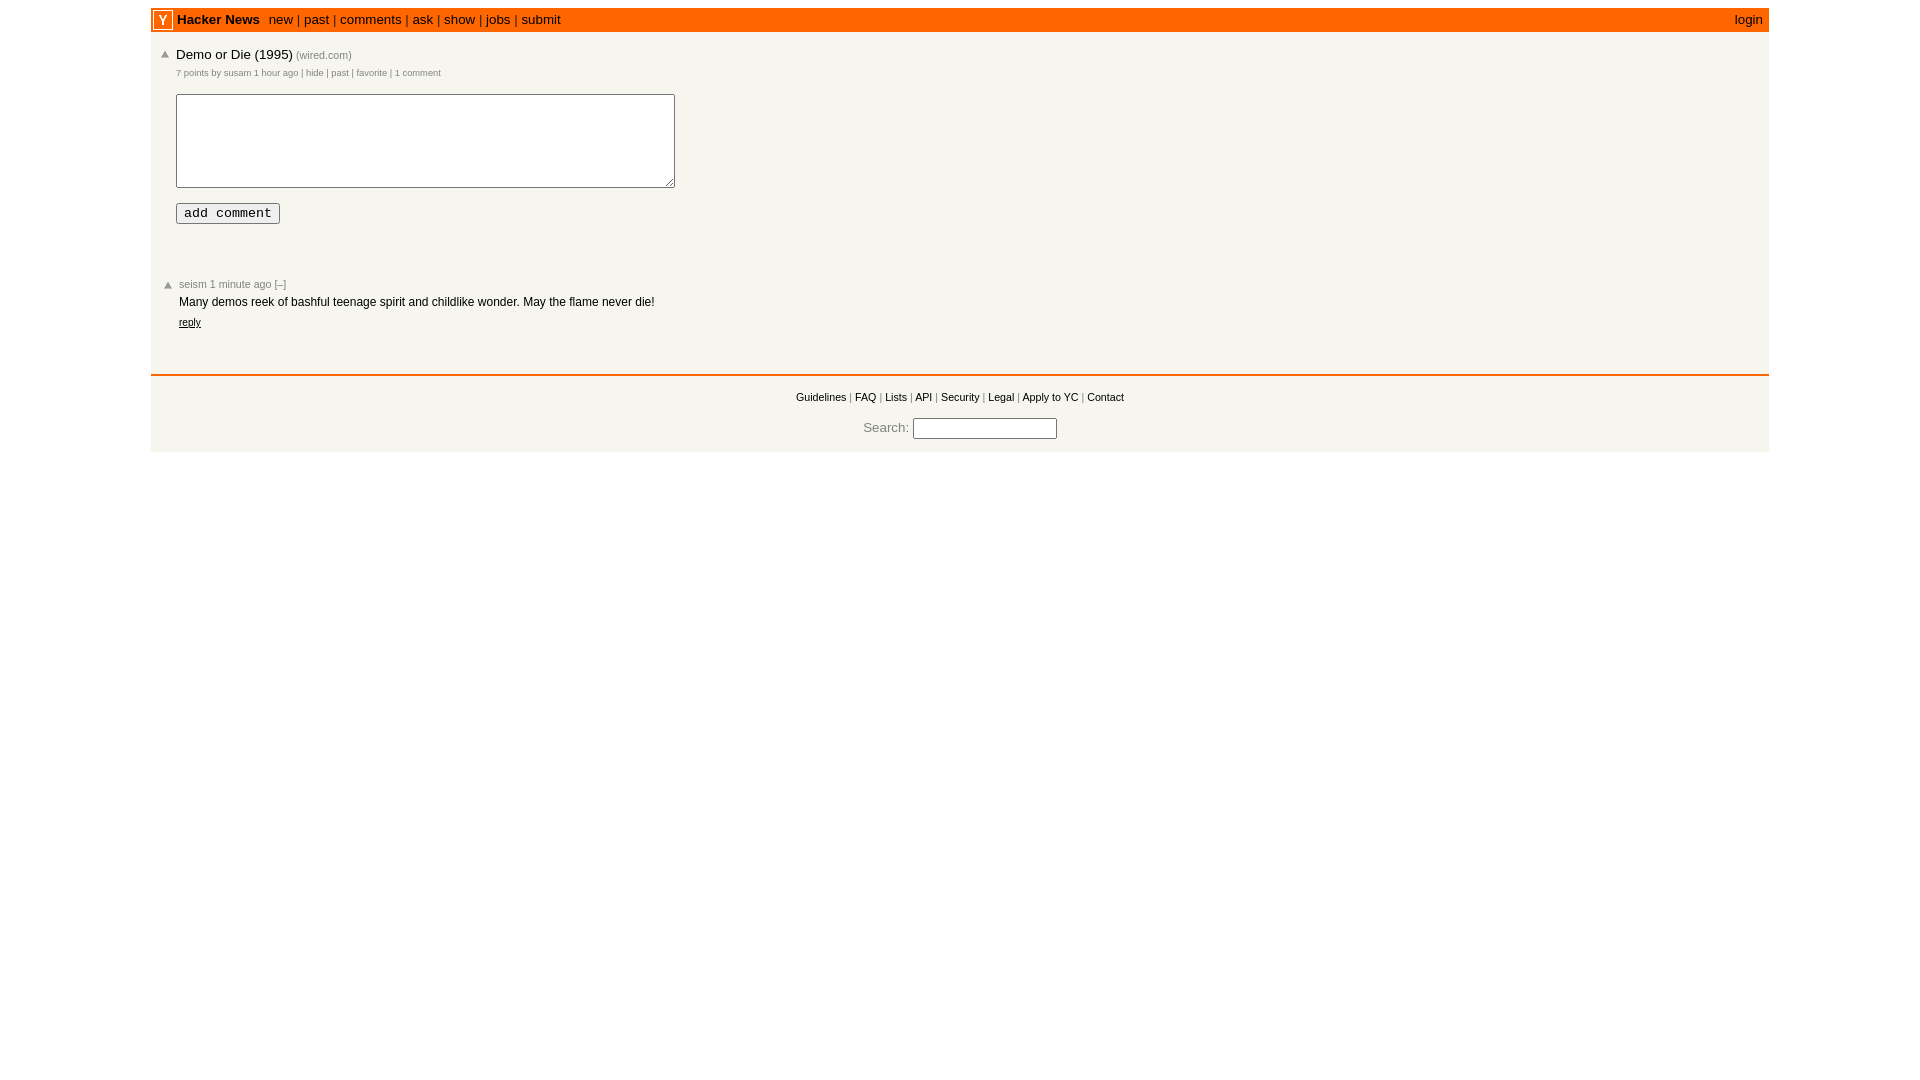 Y Hacker News new | past | comments | ask | show | jobs | submit login
Demo or Die (1995) (wired.com)
7 points by susam 1 hour ago | hide | past | favorite | 1 comment
add comment
seism 1 minute ago [–]
Many demos reek of bashful teenage spirit and childlike wonder. May the flame never die!
reply
Guidelines | FAQ | Lists | API | Security | Legal | Apply to YC | Contact
Search: